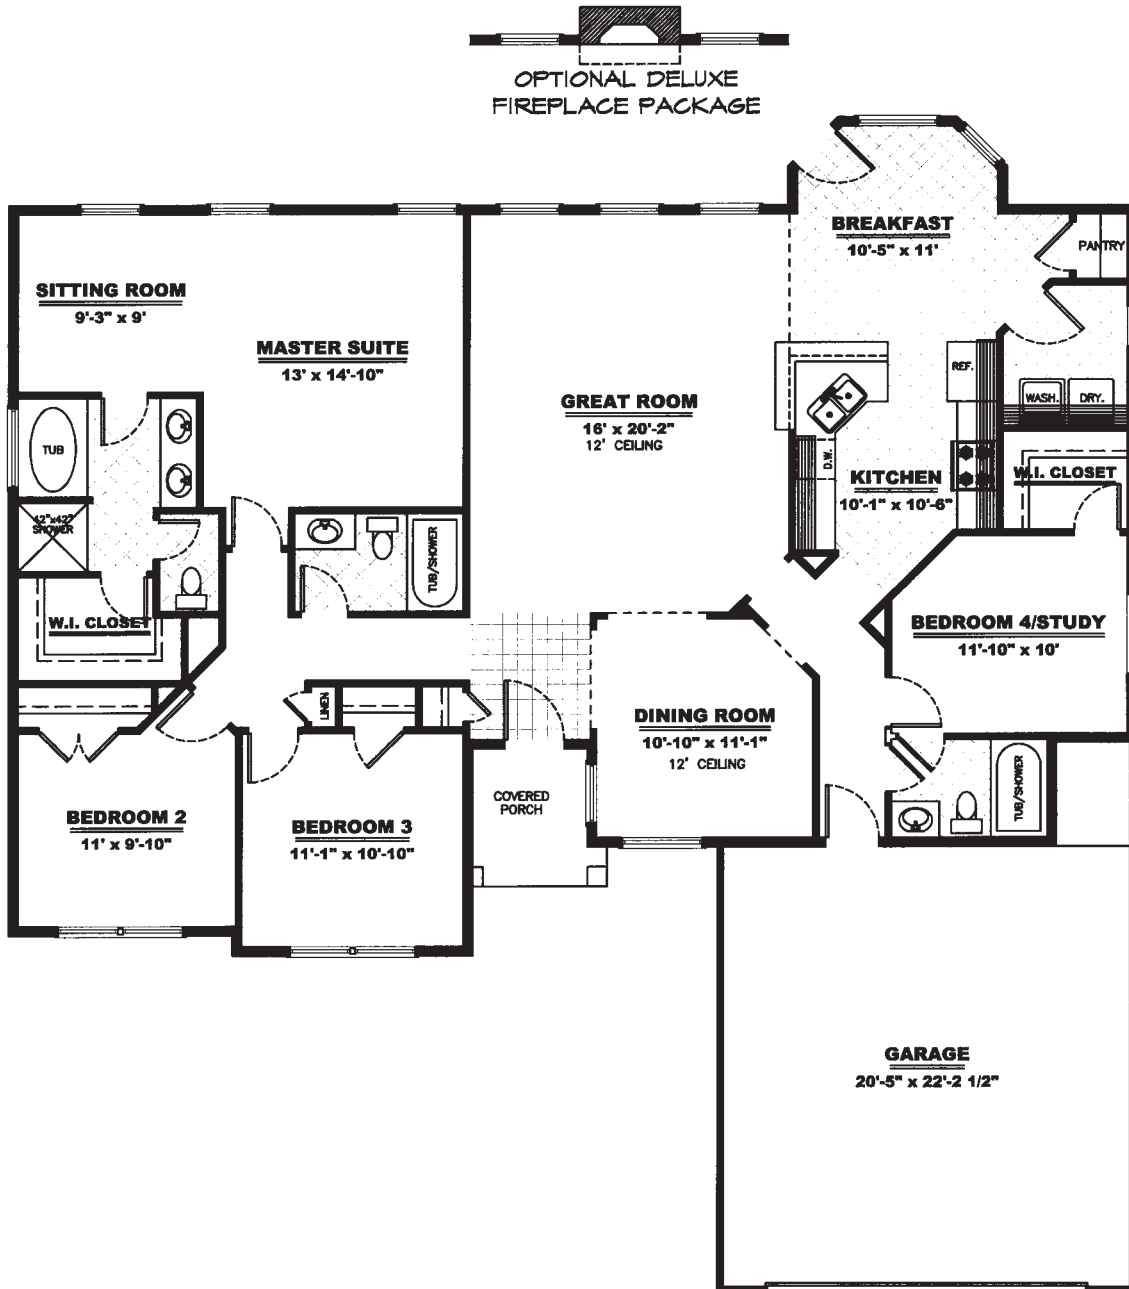 OPTIONAL DELUXE
FIREPLACE PACKAGE
BREAKFAST
10'-5" x 11'
PANTRY
SITTING ROOM
9'-3" x 9'
MASTER SUITE
13' x 14'-10"
GREAT ROOM
16' x 20'-2"
12' CEILING
REF.
WASH.
DRY.
TUB
D.W.
KITCHEN
10'-1" x 10'-6"
W.I. CLOSET
42"x42"
SHOWER
TUB/SHOWER
W.I. CLOSET
BEDROOM 4/STUDY
11'-10" x 10'
LINEN
DINING ROOM
10'-10" x 11'-1"
12' CEILING
TUB/SHOWER
COVERED
PORCH
BEDROOM 2
11' x 9'-10"
BEDROOM 3
11'-1" x 10'-10"
GARAGE
20'-5" x 22'-2 1/2"